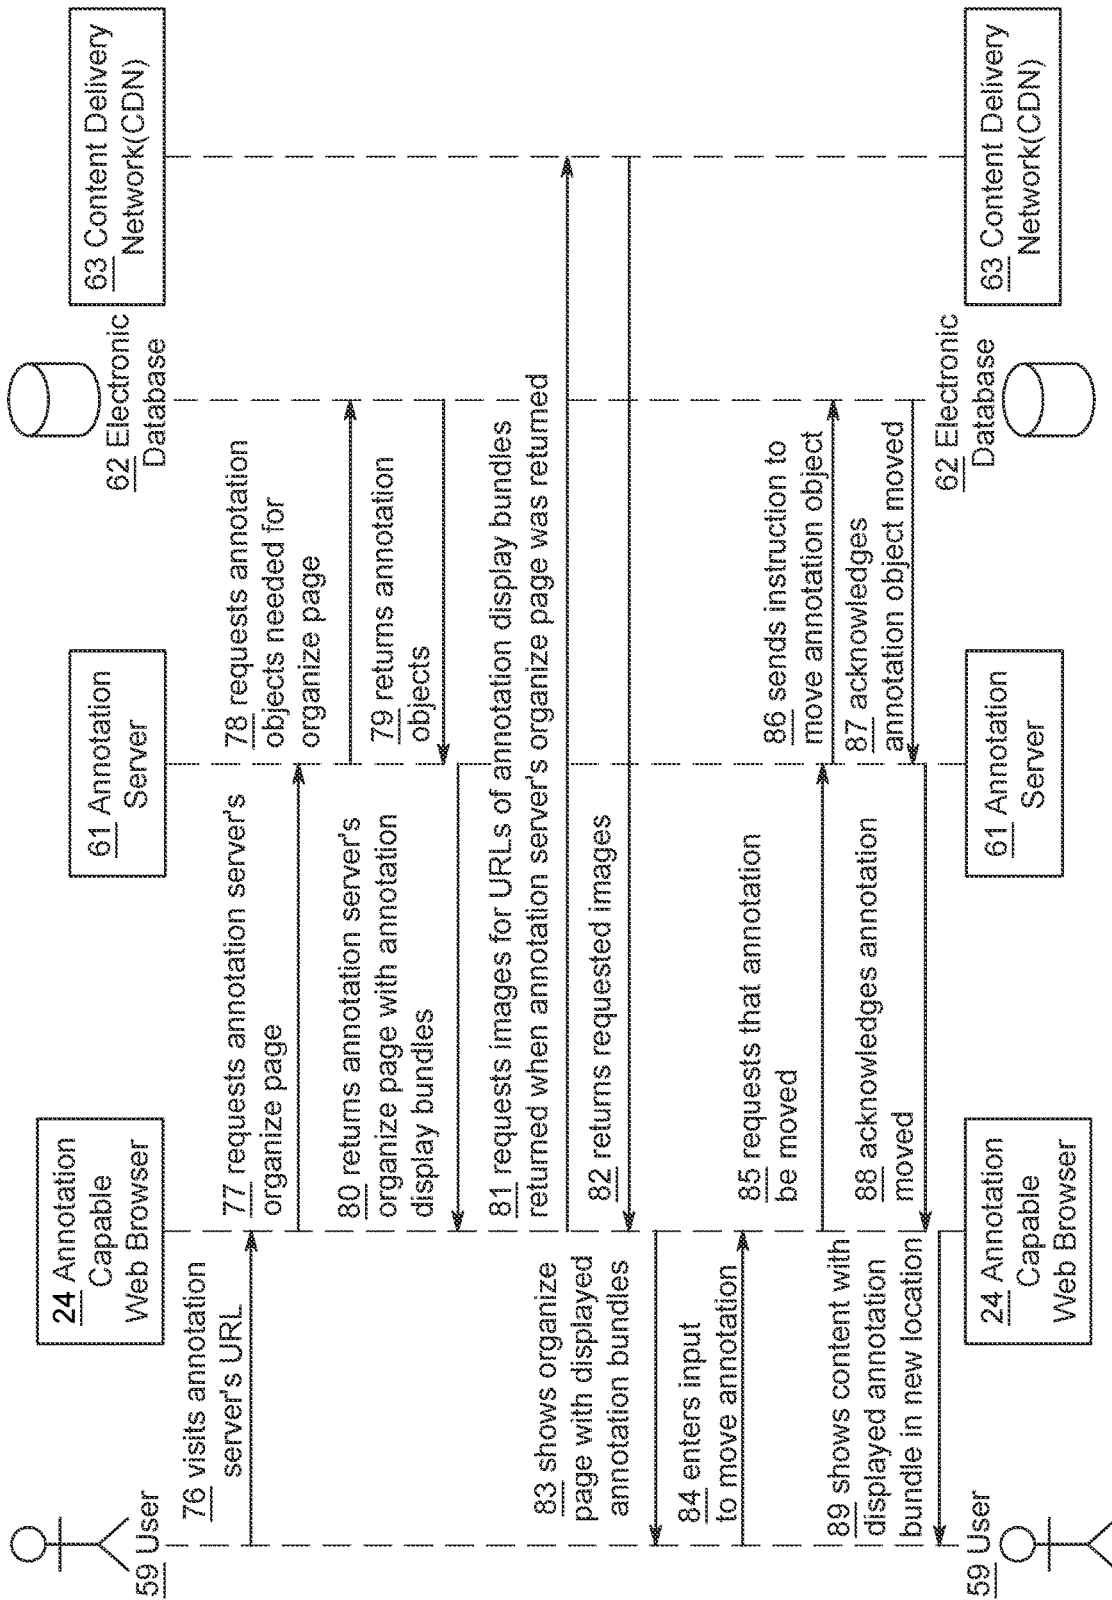 59 User
24 Annotation
Capable
Web Browser
61 Annotation
Server
62 Electronic
Database
63 Content Delivery
Network(CDN)
76 visits annotation
server's URL
77 requests annotation server's
organize page
78 requests annotation
objects needed for
organize page
79 returns annotation
objects
80 returns annotation server's
organize page with annotation
display bundles
81 requests images for URLs of annotation display bundles
returned when annotation server's organize page was returned
82 returns requested images
83 shows organize
page with displayed
annotation bundles
84 enters input
to move annotation
85 requests that annotation
be moved
86 sends instruction to
move annotation object
87 acknowledges
annotation object moved
88 acknowledges annotation
moved
89 shows content with
displayed annotation
bundle in new location
59 User
24 Annotation
Capable
Web Browser
61 Annotation
Server
62 Electronic
Database
63 Content Delivery
Network(CDN)